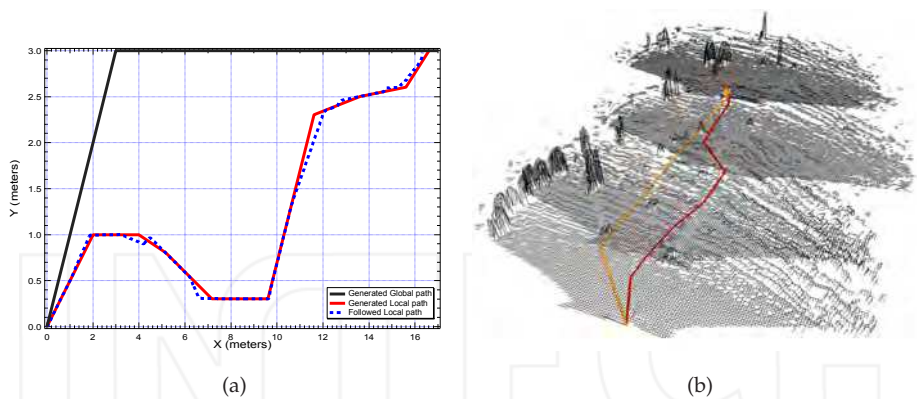 3.0
2.5
2.0
1.5
1.0
0.5
0.0
Y (meters)
0 2 4 6 8 10 12 14 16
X (meters)
Generated Global path
Generated Local path
Followed Local path
(a)
(b)